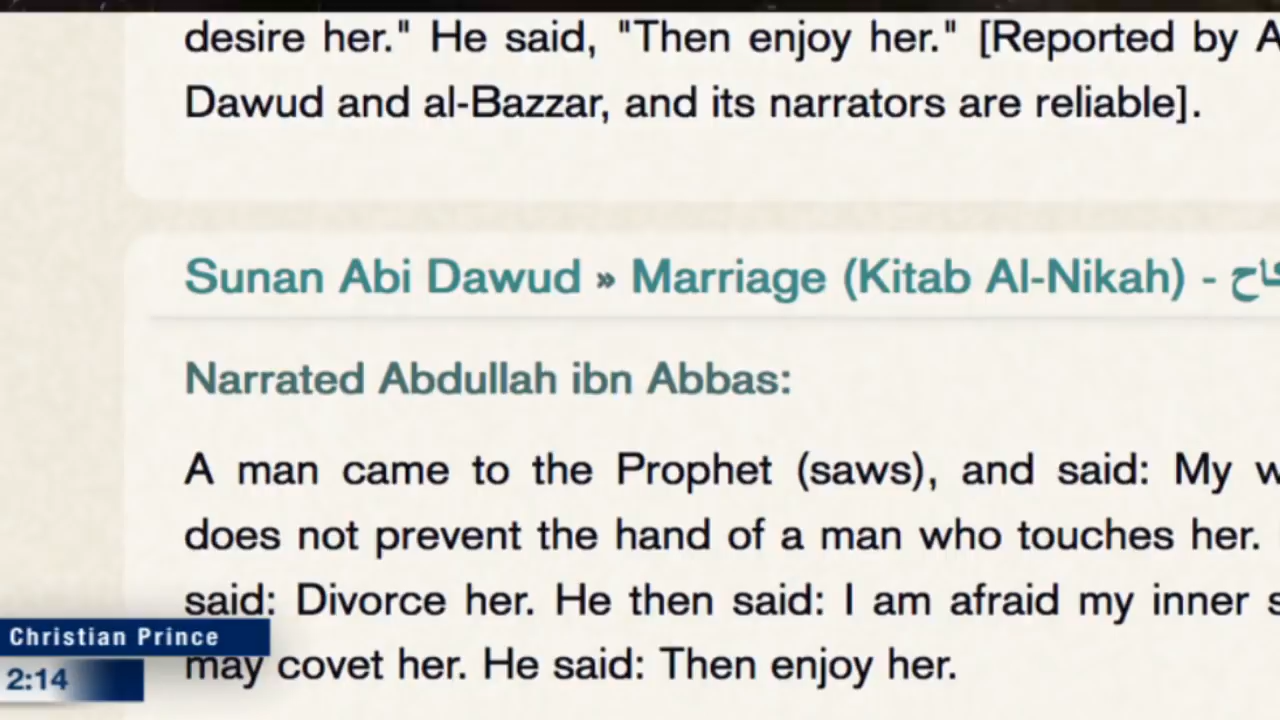 desire her." He said, "Then enjoy her." [Reported by A
Dawud and al-Bazzar, and its narrators are reliable].
Sunan Abi Dawud » Marriage (Kitab Al-Nikah) -
Narrated Abdullah ibn Abbas:
A man came to the Prophet (saws), and said: My w
does not prevent the hand of a man who touches her.
said: Divorce her. He then said: I am afraid my inner s
may covet her. He said: Then enjoy her.
Christian Prince
2:14